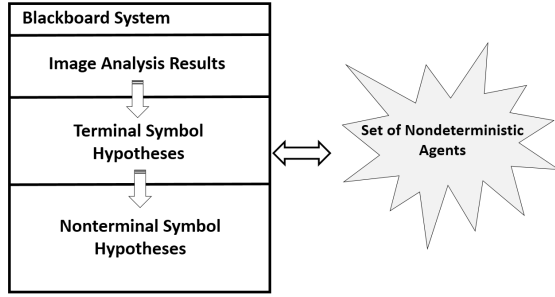 Blackboard System
Image Analysis Results
Terminal Symbol
Hypotheses
Nonterminal Symbol
Hypotheses
Set of Nondeterministic
Agents